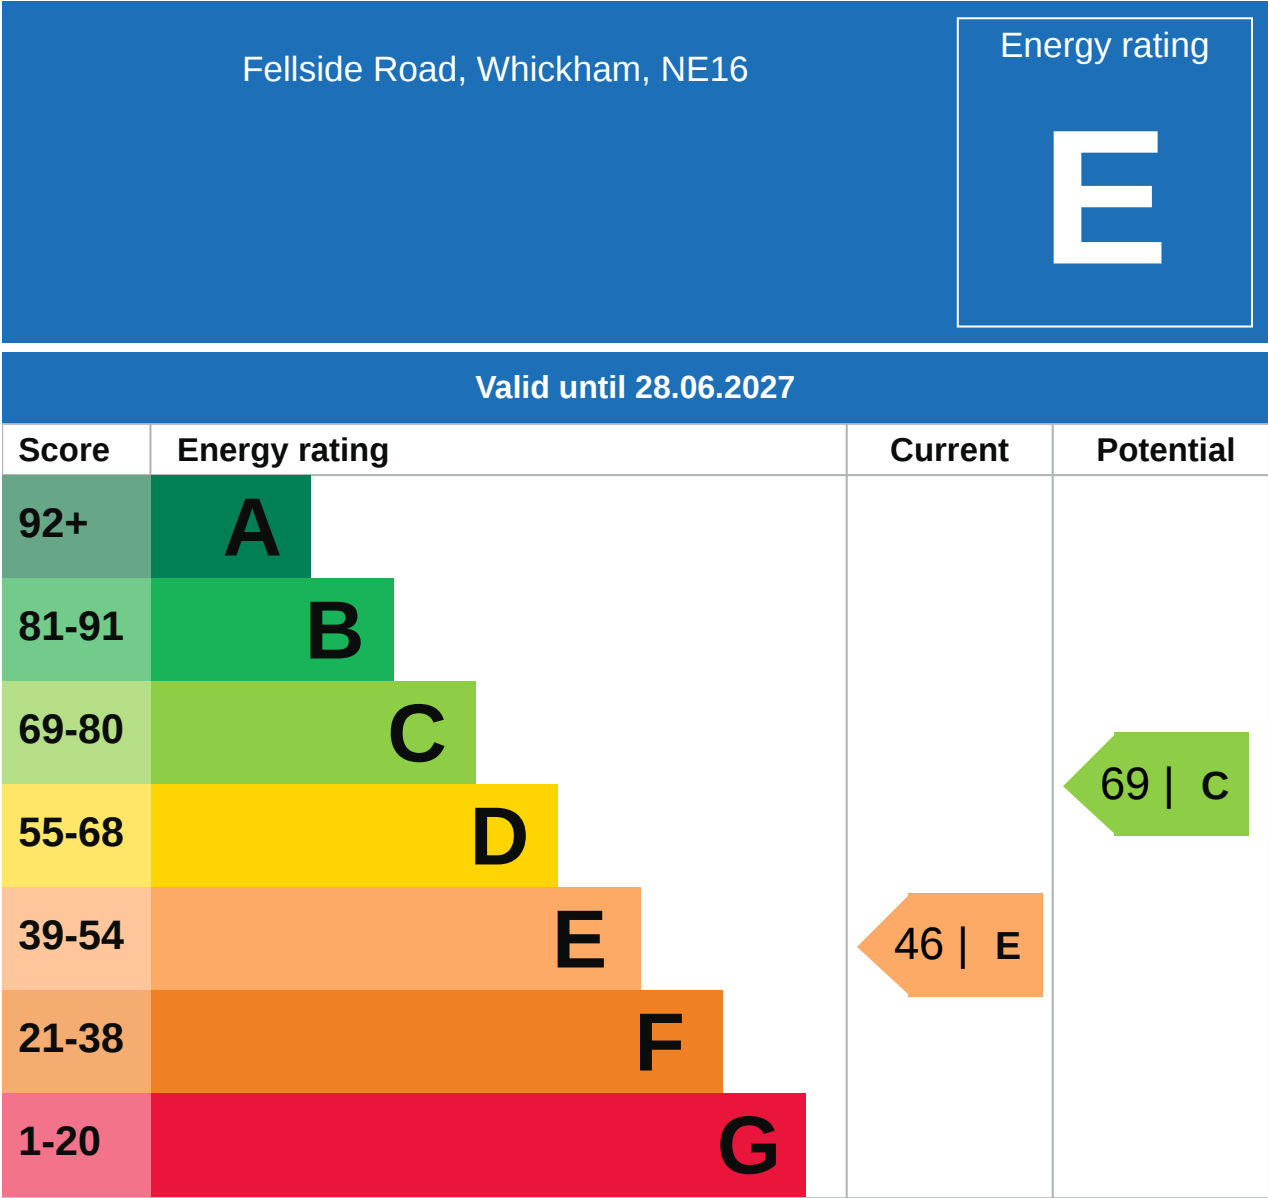 Fellside Road, Whickham, NE16
Energy rating
E
Valid until 28.06.2027
Score Energy rating Current Potential
92+ A
81-91 B
69-80 C
69 | C
55-68 D
39-54 E
46 | E
21-38 F
1-20 G